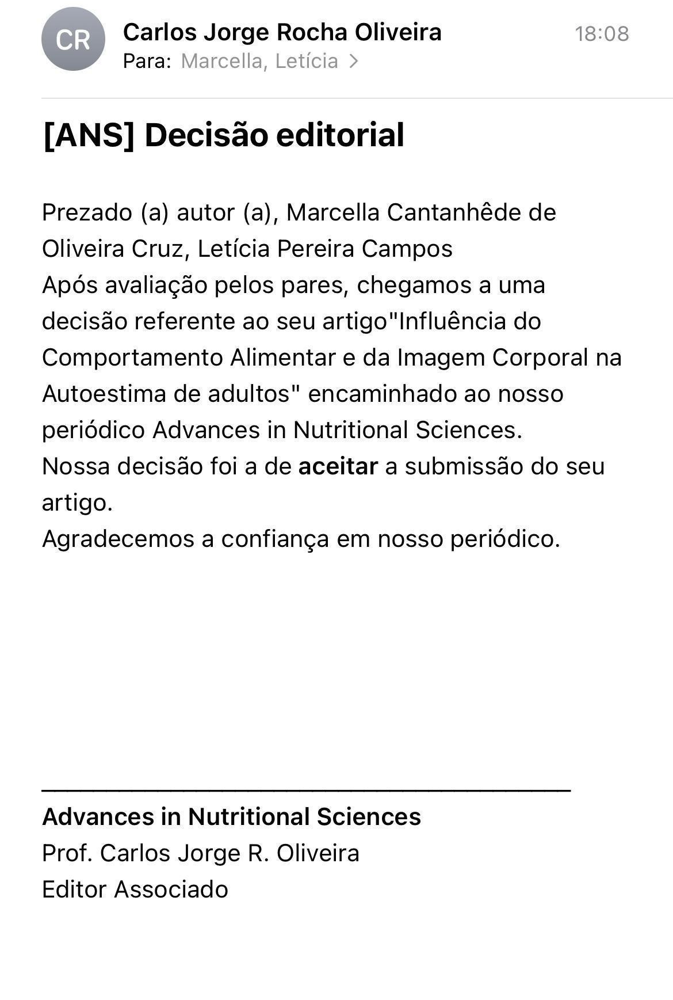 CR
Carlos Jorge Rocha Oliveira
18:08
Para: Marcella, Letícia >
[ANS] Decisão editorial
Prezado (a) autor (a), Marcella Cantanhêde de
Oliveira Cruz, Letícia Pereira Campos
Após avaliação pelos pares, chegamos a uma
decisão referente ao seu artigo"Influência do
Comportamento Alimentar e da Imagem Corporal na
Autoestima de adultos" encaminhado ao nosso
periódico Advances in Nutritional Sciences.
Nossa decisão foi a de aceitar a submissão do seu
artigo.
Agradecemos a confiança em nosso periódico.
Advances in Nutritional Sciences
Prof. Carlos Jorge R. Oliveira
Editor Associado